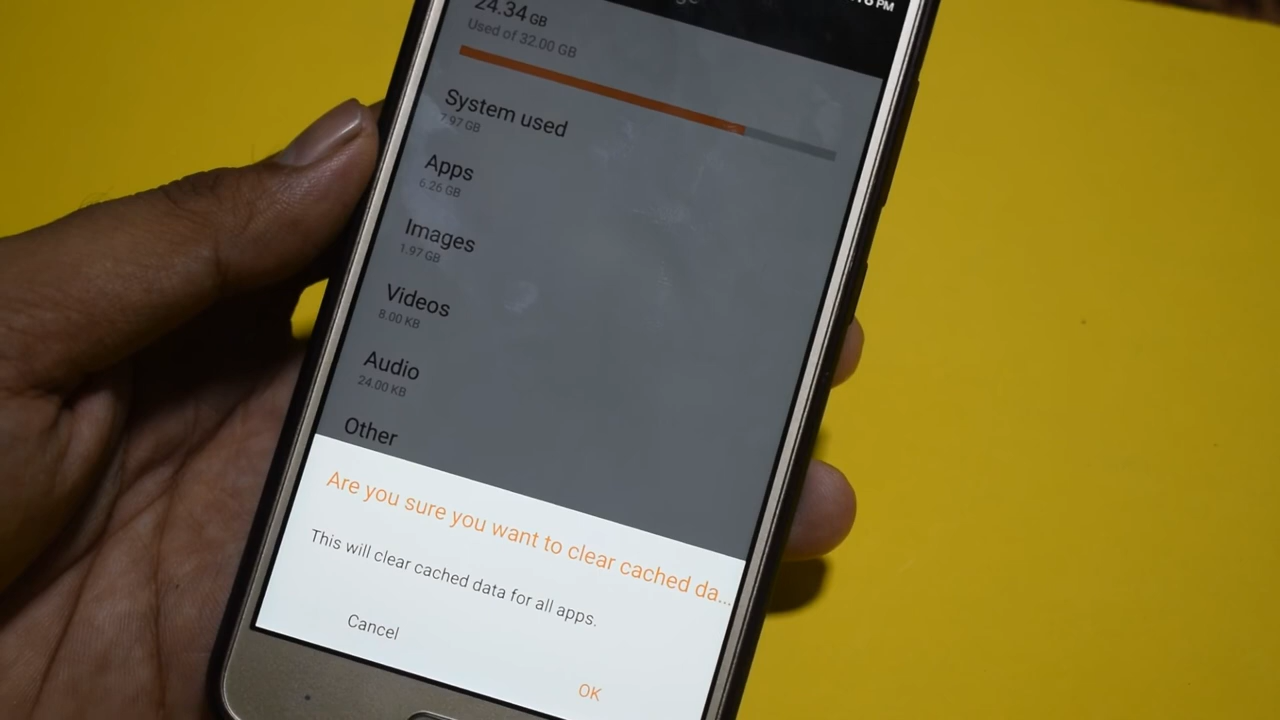 PM
24.34 GB
Used of 32.00 GB
System used
7.97 GB
Apps
6.26 GB
Images
1.97 GB
Videos
8.00 KB
Audio
24.00 KB
Other
Are you sure you want to clear cached da...
This will clear cached data for all apps.
Cancel
OK